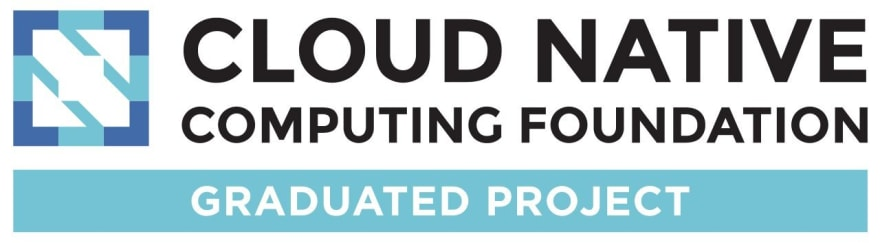 CLOUD NATIVE
COMPUTING FOUNDATION
GRADUATED PROJECT